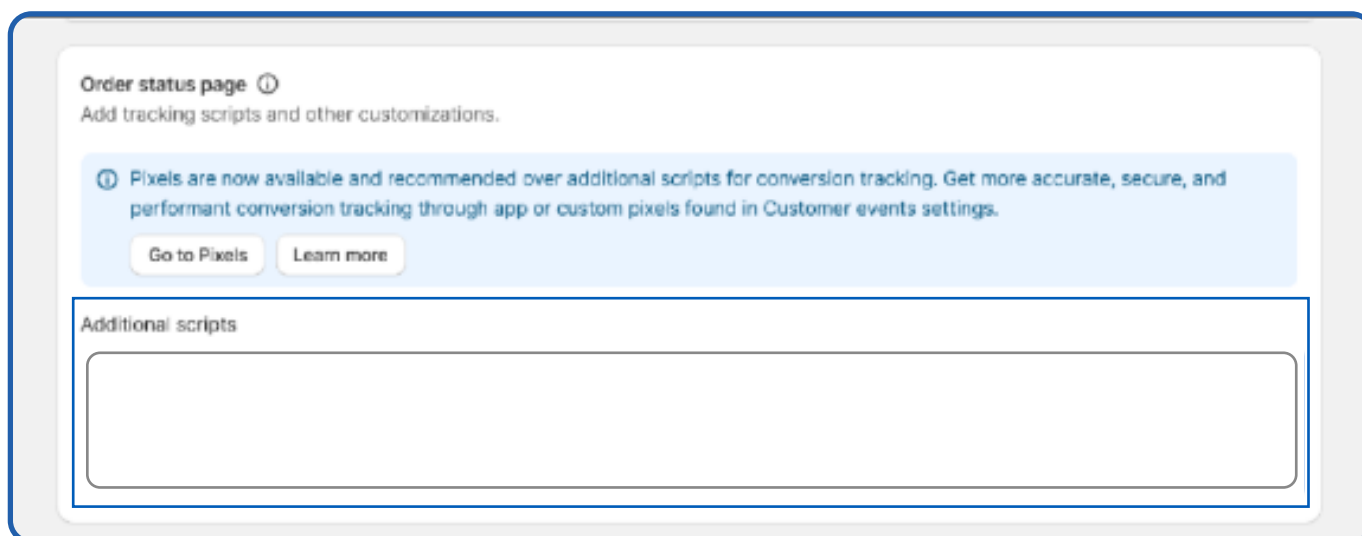 Order status page
Add tracking scripts and other customizations.
Pixels are now available and recommended over additional scripts for conversion tracking. Get more accurate, secure, and
performant conversion tracking through app or custom pixels found in Customer events settings.
Go to Pixels Learn more
Additional scripts